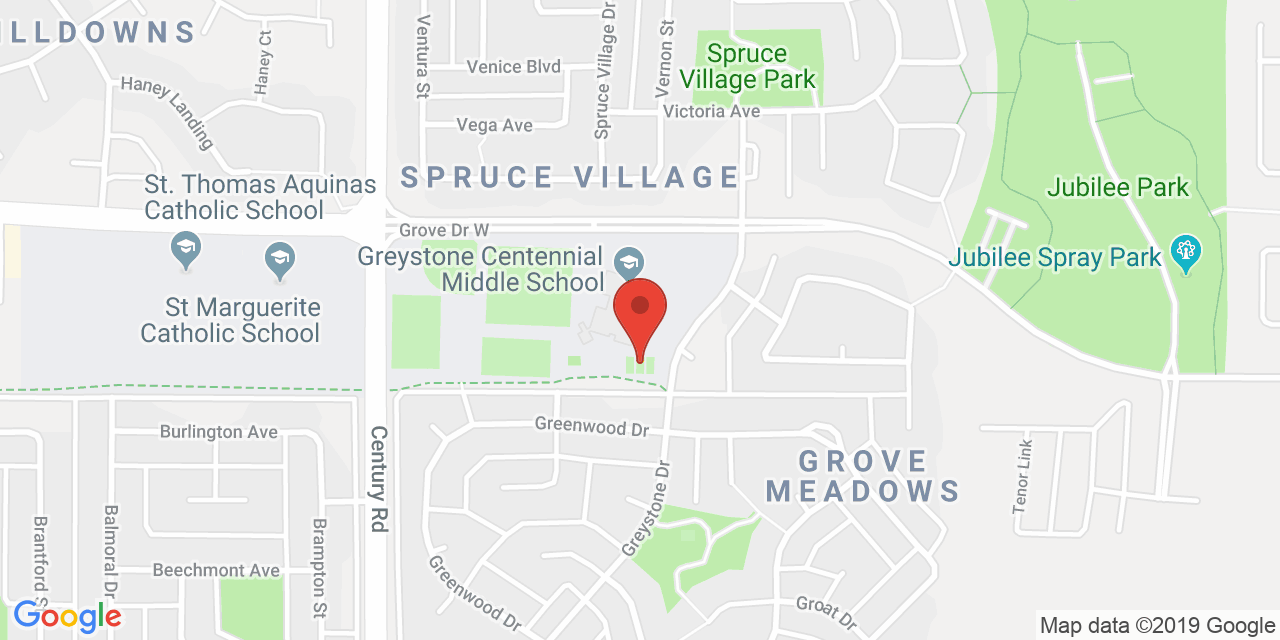 ILLDOWNS
Haney Ct
Haney Landing
Ventura St
Venice Blvd
Spruce Village Dr
Vernon St
Spruce
Village Park
Victoria Ave
Vega Ave
SPRUCE VILLAGE
St. Thomas Aquinas
Catholic School
Grove Dr W
Jubilee Park
Greystone Centennial
Middle School
Jubilee Spray Park
St Marguerite
Catholic School
Burlington Ave
Century Rd
Greenwood Dr
GROVE
MEADOWS
Tenor Link
Greystone Dr
Brantford S
Balmoral Dr
Brampton St
Beechmont Ave
Greenwood Dr
Groat Dr
Google
Map data ©2019 Google